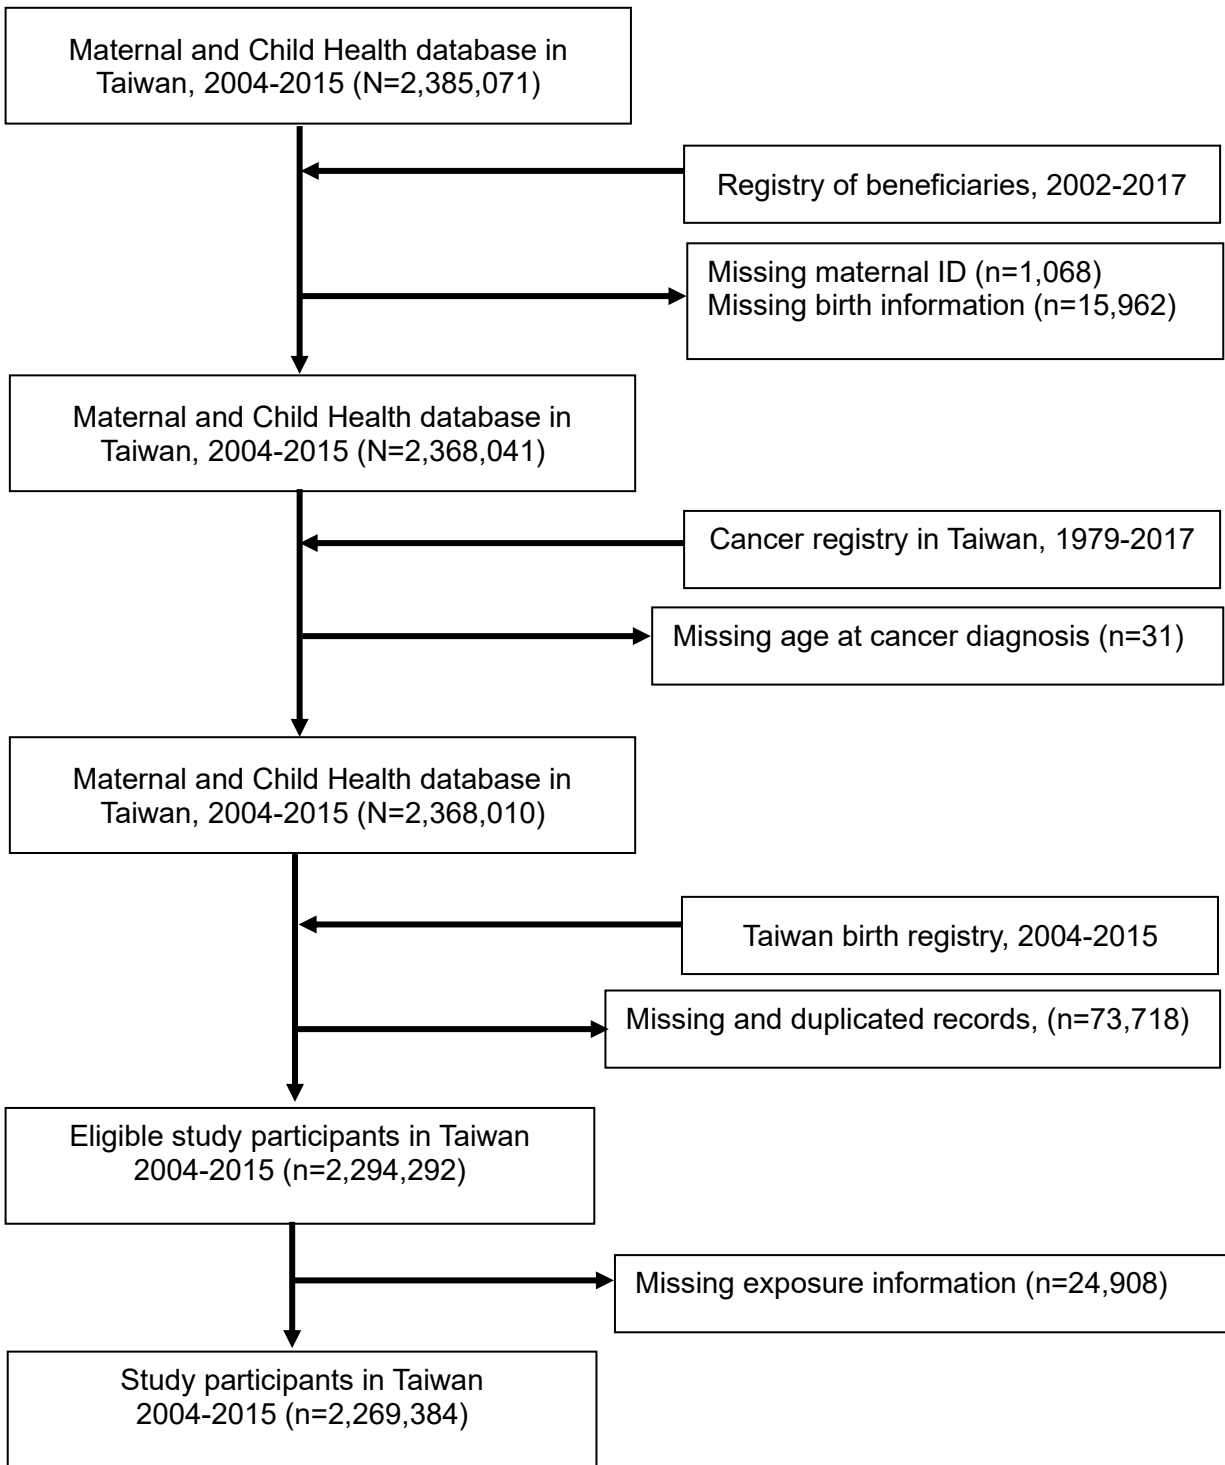 Maternal and Child Health database in
Taiwan, 2004-2015 (N=2,385,071)
Registry of beneficiaries, 2002-2017
Missing maternal ID (n=1,068)
Missing birth information (n=15,962)
Maternal and Child Health database in
Taiwan, 2004-2015 (N=2,368,041)
Cancer registry in Taiwan, 1979-2017
Missing age at cancer diagnosis (n=31)
Maternal and Child Health database in
Taiwan, 2004-2015 (N=2,368,010)
Taiwan birth registry, 2004-2015
Missing and duplicated records, (n=73,718)
Eligible study participants in Taiwan
2004-2015 (n=2,294,292)
Missing exposure information (n=24,908)
Study participants in Taiwan
2004-2015 (n=2,269,384)